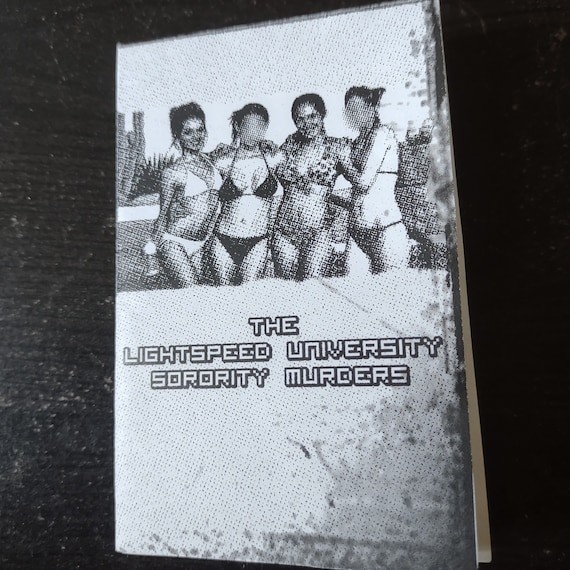 THE
LIGHTSPEED UNIVERSITY
SORORITY MURDERS